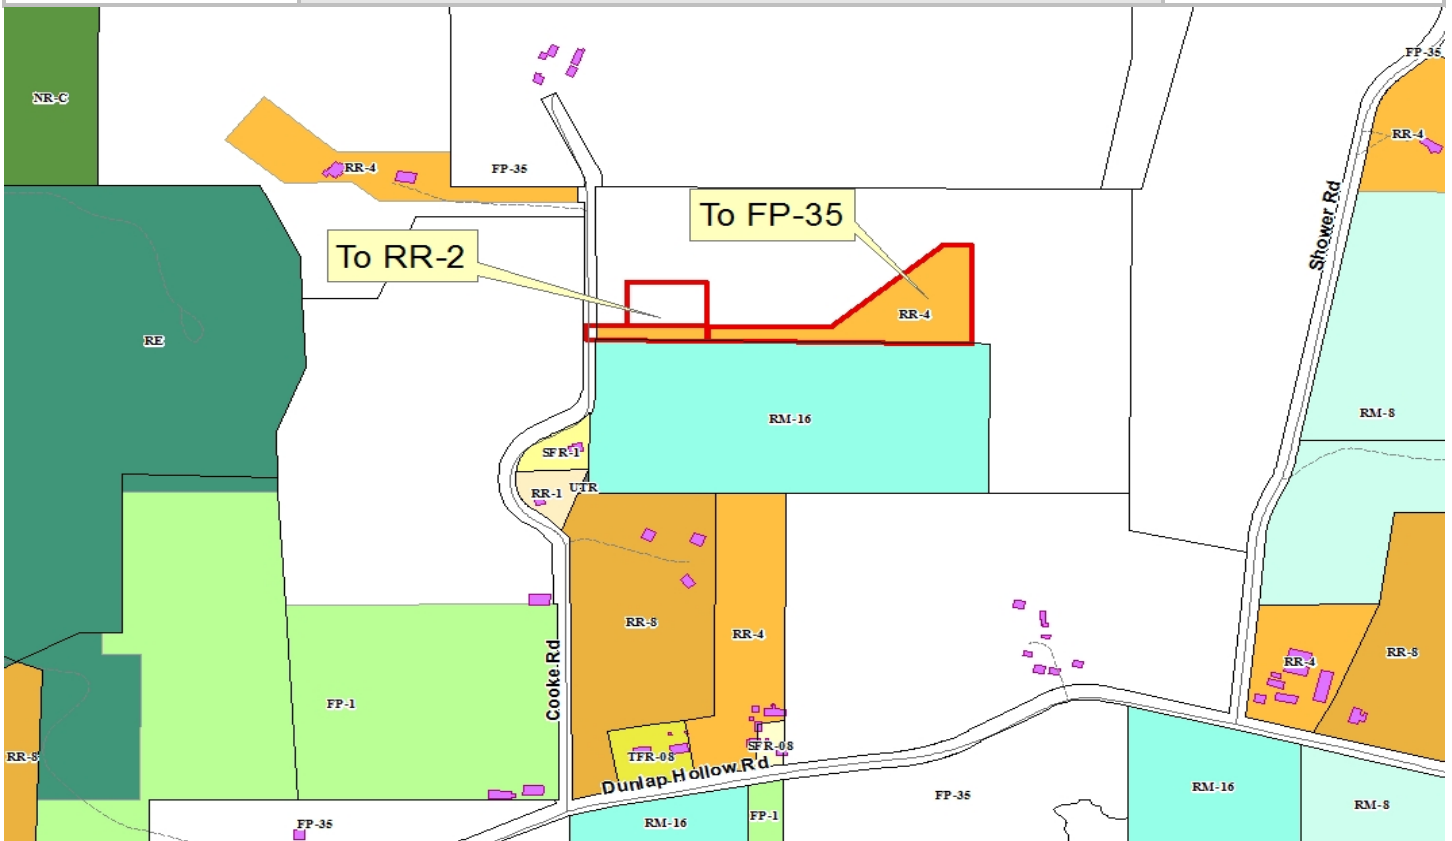 FP-35
NR-C
RR-4
RR-4
FP-35
To FP-35
Shower Rd
To RR-2
RR-4
RE
RM-8
RM-16
SFR-1
UTR
RR-1
RR-8
RR-4
RR-8
RR-4
Cooke Rd
FP-1
SFR-08
RR-8
TFR-08
Dunlap Hollow Rd
RM-16
FP-35
RM-8
FP-1
RM-16
FP-35